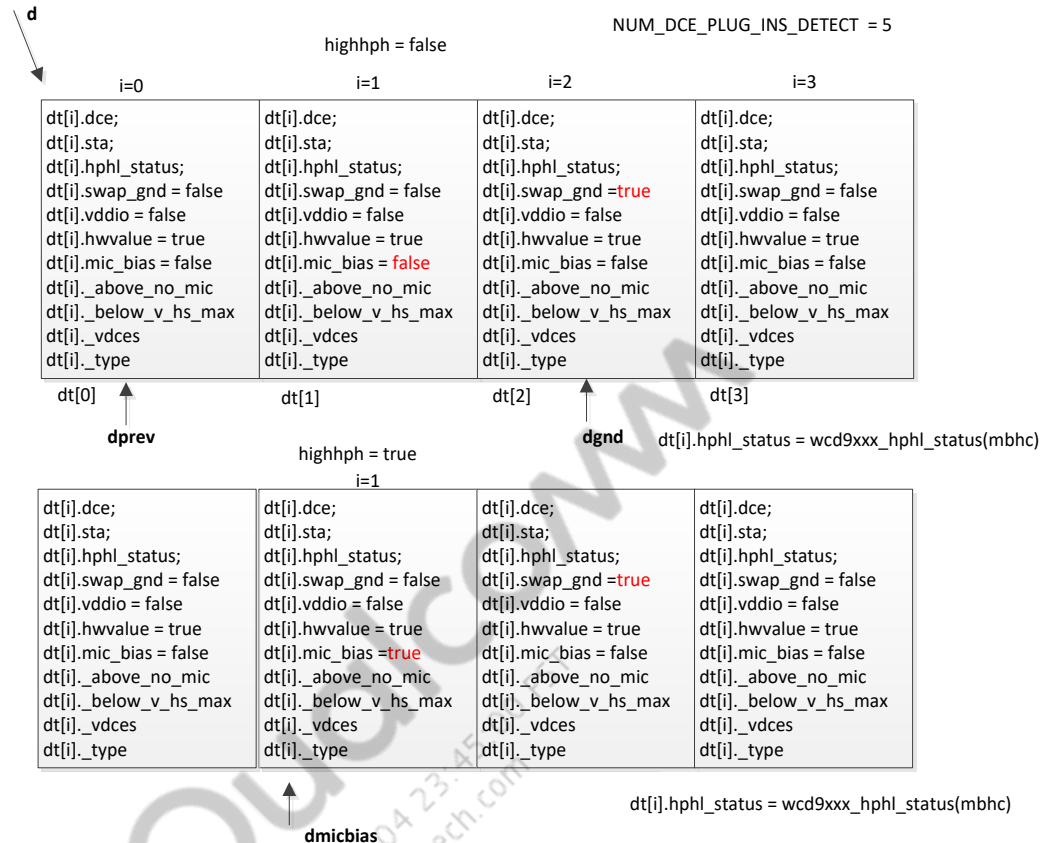 d
NUM_DCE_PLUG_INS_DETECT = 5
highhph = false
i=0
i=1
i=2
i=3
dt[i].dce;
dt[i].sta;
dt[i].hphl_status;
dt[i].swap_gnd = false
dt[i].vddio = false
dt[i].hwvalue = true
dt[i].mic_bias = false
dt[i]._above_no_mic
dt[i]._below_v_hs_max
dt[i]._vdces
dt[i]._type
dt[i].dce;
dt[i].sta;
dt[i].hphl_status;
dt[i].swap_gnd = false
dt[i].vddio = false
dt[i].hwvalue = true
dt[i].mic_bias = false
dt[i]._above_no_mic
dt[i]._below_v_hs_max
dt[i]._vdces
dt[i]._type
dt[i].dce;
dt[i].sta;
dt[i].hphl_status;
dt[i].swap_gnd =true
dt[i].vddio = false
dt[i].hwvalue = true
dt[i].mic_bias = false
dt[i]._above_no_mic
dt[i]._below_v_hs_max
dt[i]._vdces
dt[i]._type
dt[i].dce;
dt[i].sta;
dt[i].hphl_status;
dt[i].swap_gnd = false
dt[i].vddio = false
dt[i].hwvalue = true
dt[i].mic_bias = false
dt[i]._above_no_mic
dt[i]._below_v_hs_max
dt[i]._vdces
dt[i]._type
dt[0]
dt[1]
dt[2]
dt[3]
dprev
dgnd
dt[i].hphl_status = wcd9xxx_hphl_status(mbhc)
highhph = true
i=1
dt[i].dce;
dt[i].sta;
dt[i].hphl_status;
dt[i].swap_gnd = false
dt[i].vddio = false
dt[i].hwvalue = true
dt[i].mic_bias = false
dt[i]._above_no_mic
dt[i]._below_v_hs_max
dt[i]._vdces
dt[i]._type
dt[i].dce;
dt[i].sta;
dt[i].hphl_status;
dt[i].swap_gnd = false
dt[i].vddio = false
dt[i].hwvalue = true
dt[i].mic_bias =true
dt[i]._above_no_mic
dt[i]._below_v_hs_max
dt[i]._vdces
dt[i]._type
dt[i].dce;
dt[i].sta;
dt[i].hphl_status;
dt[i].swap_gnd =true
dt[i].vddio = false
dt[i].hwvalue = true
dt[i].mic_bias = false
dt[i]._above_no_mic
dt[i]._below_v_hs_max
dt[i]._vdces
dt[i]._type
dt[i].dce;
dt[i].sta;
dt[i].hphl_status;
dt[i].swap_gnd = false
dt[i].vddio = false
dt[i].hwvalue = true
dt[i].mic_bias = false
dt[i]._above_no_mic
dt[i]._below_v_hs_max
dt[i]._vdces
dt[i]._type
dt[i].hphl_status = wcd9xxx_hphl_status(mbhc)
dmicbias